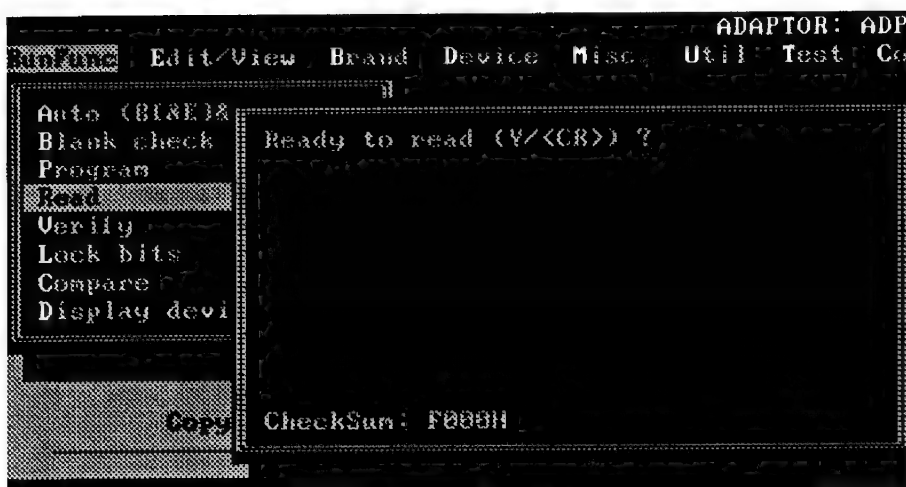 ADAPTOR: ADP
RunFunc Edit/View Brand Device Misc Util Test Co
Auto (B&E)&
Blank check
Program
Read
Verify
Lock bits
Compare
Display devi
Ready to read (Y/<CR>) ?
Copy
CheckSum: F000H